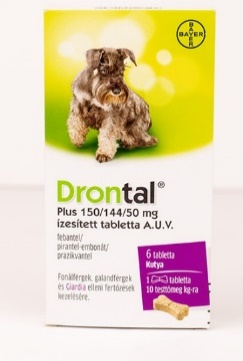 BAYER
BAYER
Drontal®
Plus 150/144/50 mg
ízesített tabletta A.U.V.
febantel/
pirantel-embonát/
prazikvantel
6 tabletta
Kutya
1 tabletta
10 testtömeg kg-ra
Fonálférgek, galandférgek
és Giardia elleni fertőzések
kezelésére.